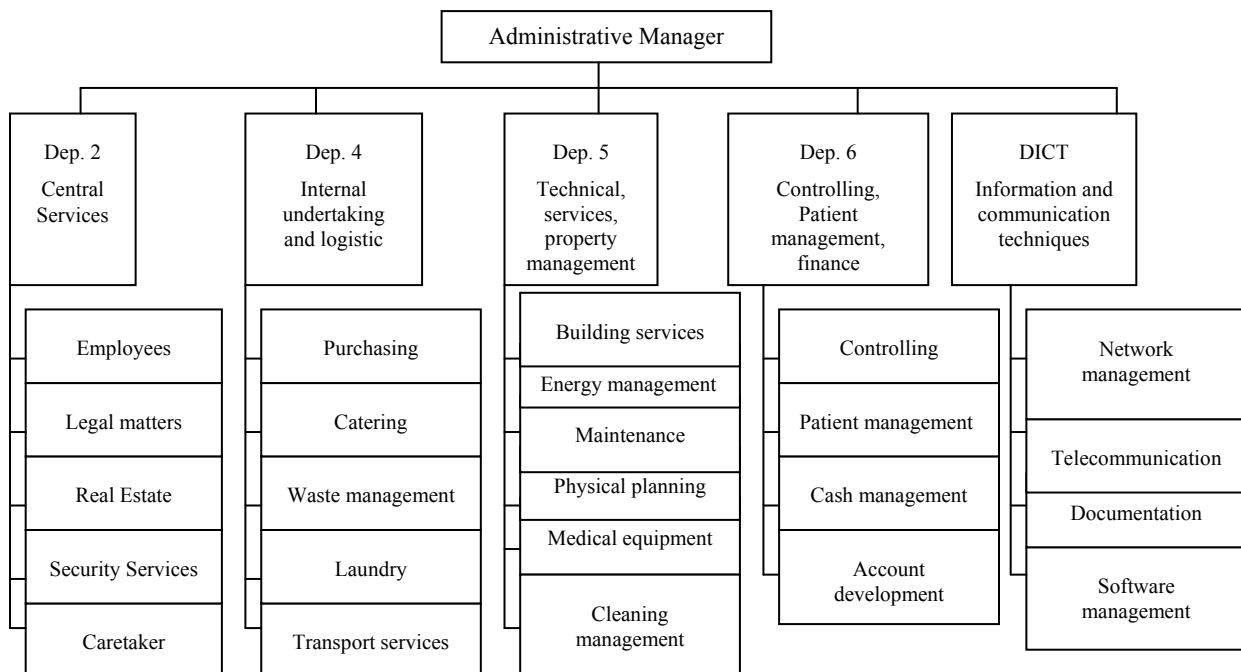 Administrative Manager
Dep. 2
Central
Services
Dep. 4
Internal
undertaking
and logistic
Dep. 5
Technical,
services,
property
management
Dep. 6
Controlling,
Patient
management,
finance
DICT
Information and
communication
techniques
Employees
Legal matters
Real Estate
Security Services
Caretaker
Purchasing
Catering
Waste management
Laundry
Transport services
Building services
Energy management
Maintenance
Physical planning
Medical equipment
Cleaning
management
Controlling
Patient management
Cash management
Account
development
Network
management
Telecommunication
Documentation
Software
management